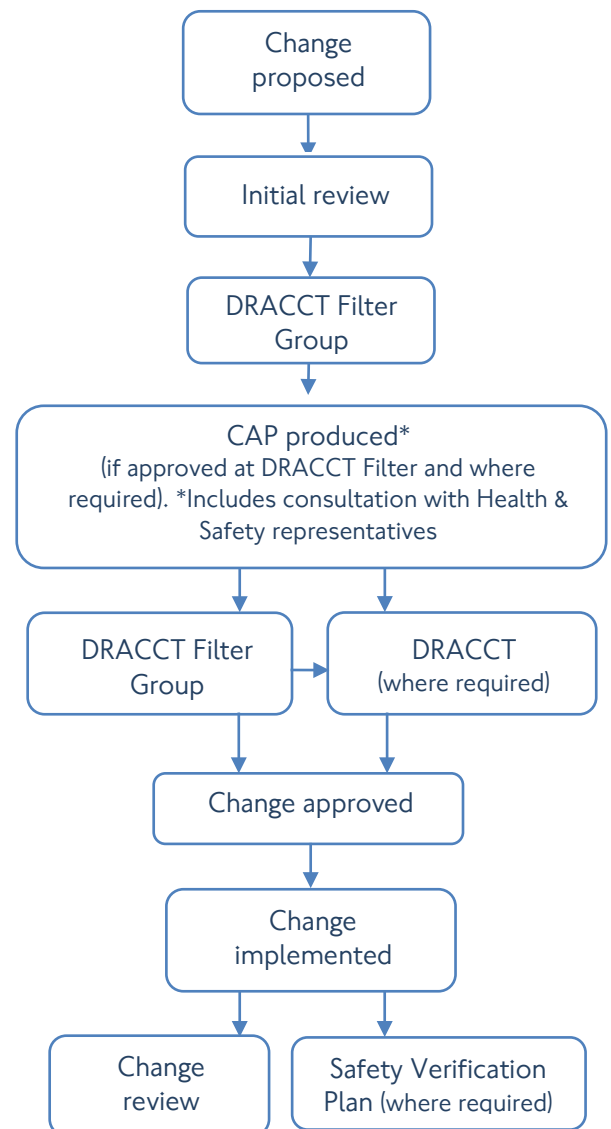 Change
proposed
Initial review
DRACCT Filter
Group
CAP produced*
(if approved at DRACCT Filter and where
required). *Includes consultation with Health &
Safety representatives
DRACCT Filter
Group
DRACCT
(where required)
Change approved
Change
implemented
Change
review
Safety Verification
Plan (where required)